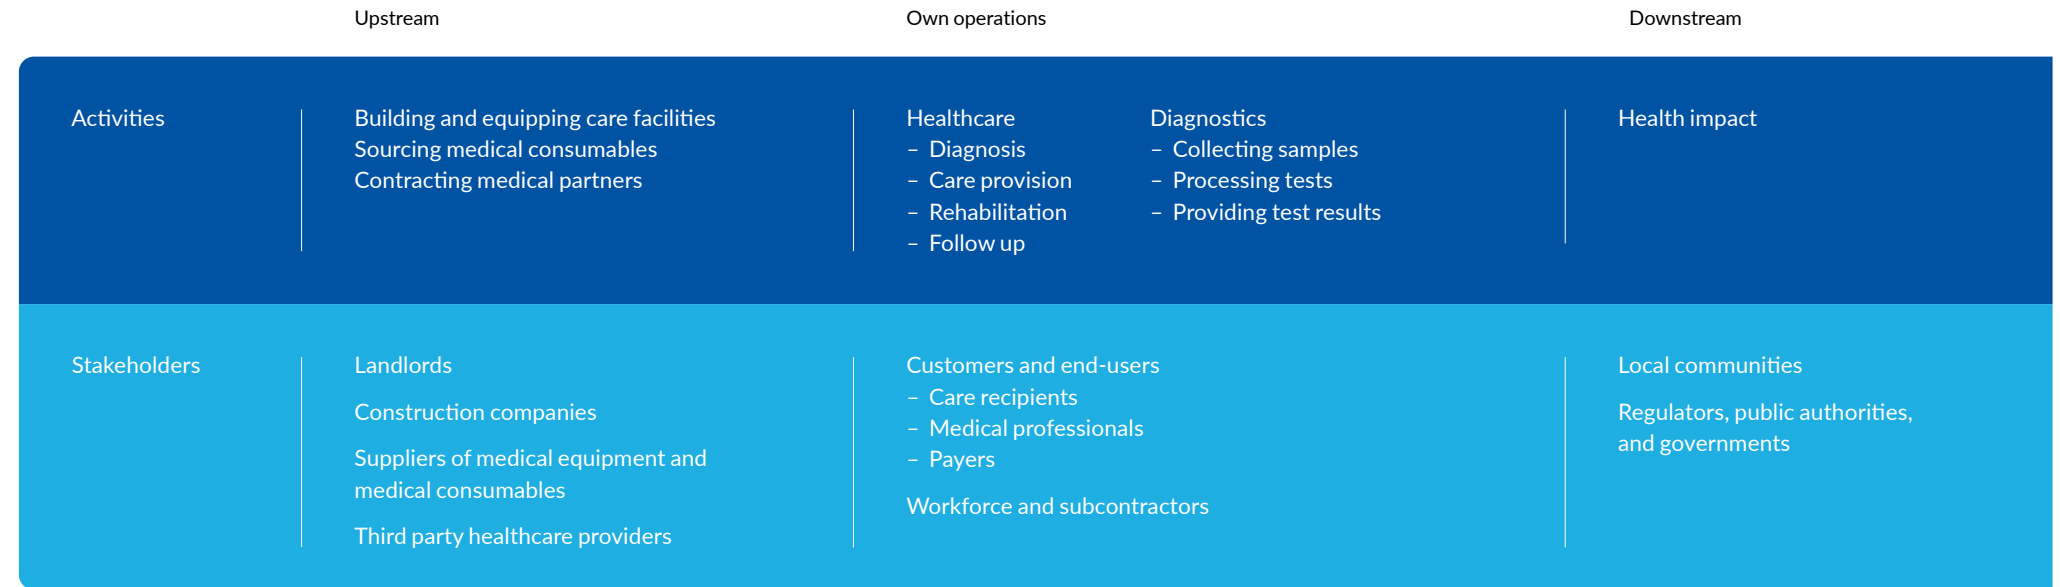 Upstream
Own operations
Downstream
Activities
Building and equipping care facilities
Sourcing medical consumables
Contracting medical partners
Healthcare
– Diagnosis
– Care provision
– Rehabilitation
– Follow up
Diagnostics
– Collecting samples
– Processing tests
– Providing test results
Health impact
Stakeholders
Landlords
Construction companies
Suppliers of medical equipment and
medical consumables
Third party healthcare providers
Customers and end-users
– Care recipients
– Medical professionals
– Payers
Workforce and subcontractors
Local communities
Regulators, public authorities,
and governments